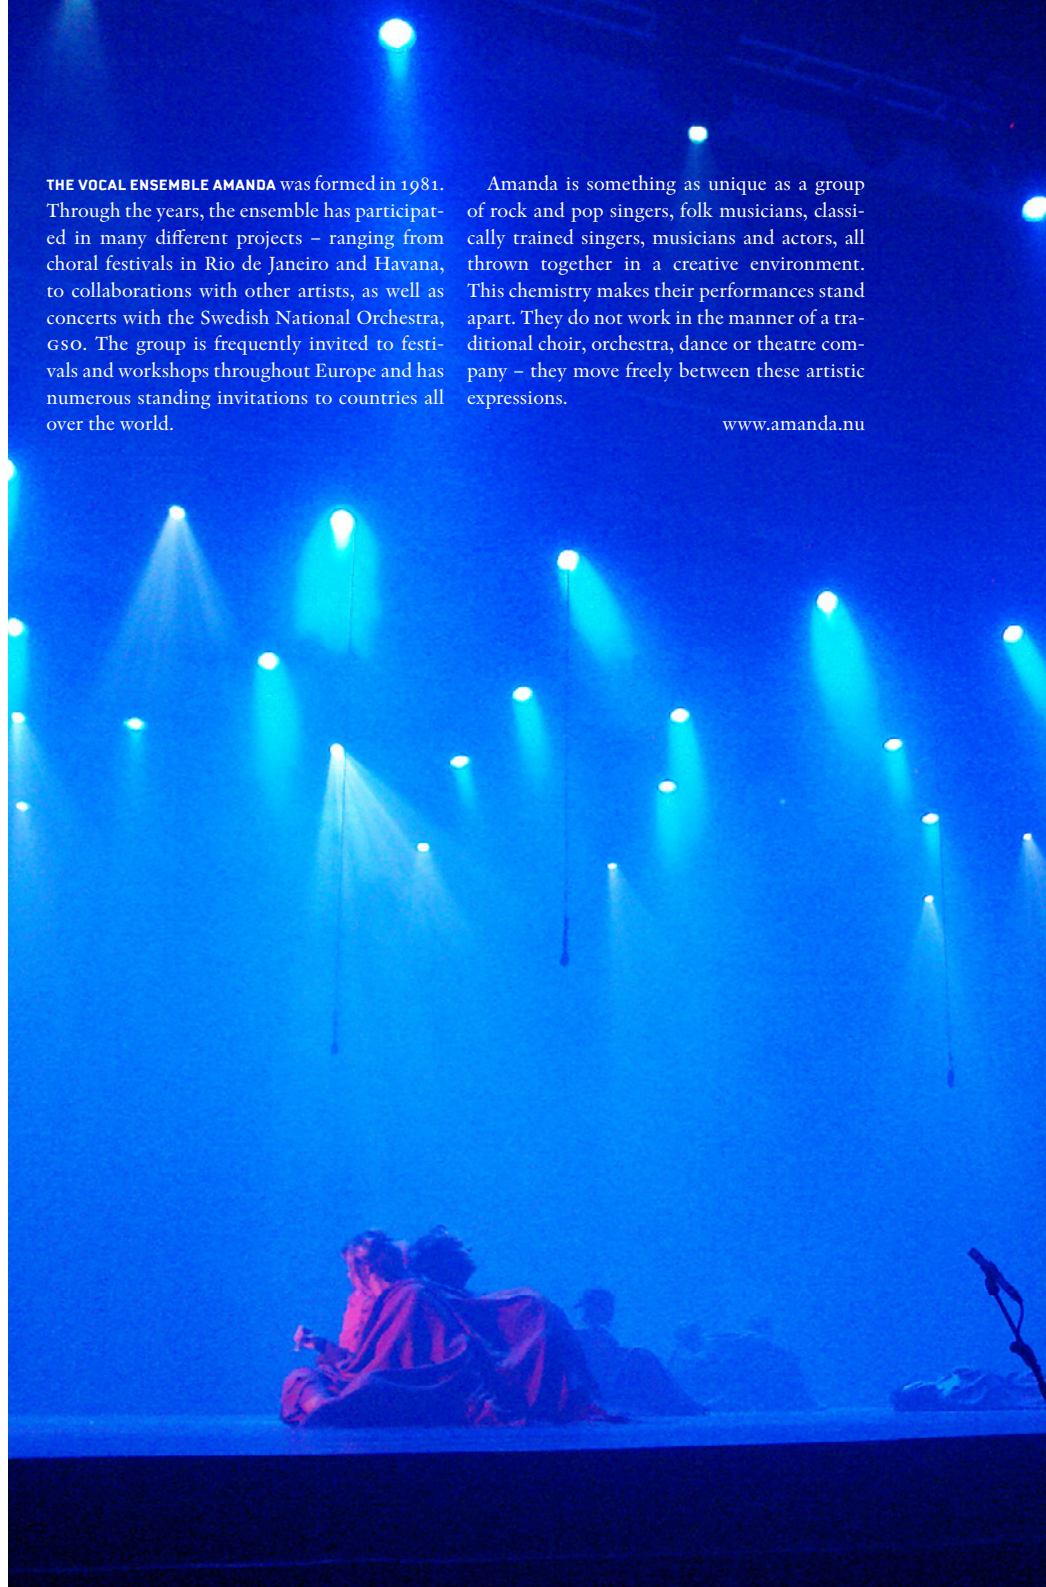 THE VOCAL ENSEMBLE AMANDA was formed in 1981.
Through the years, the ensemble has participat-
ed in many different projects – ranging from
choral festivals in Rio de Janeiro and Havana,
to collaborations with other artists, as well as
concerts with the Swedish National Orchestra,
GSO. The group is frequently invited to festi-
vals and workshops throughout Europe and has
numerous standing invitations to countries all
over the world.
Amanda is something as unique as a group
of rock and pop singers, folk musicians, classi-
cally trained singers, musicians and actors, all
thrown together in a creative environment.
This chemistry makes their performances stand
apart. They do not work in the manner of a tra-
ditional choir, orchestra, dance or theatre com-
pany – they move freely between these artistic
expressions.
www.amanda.nu